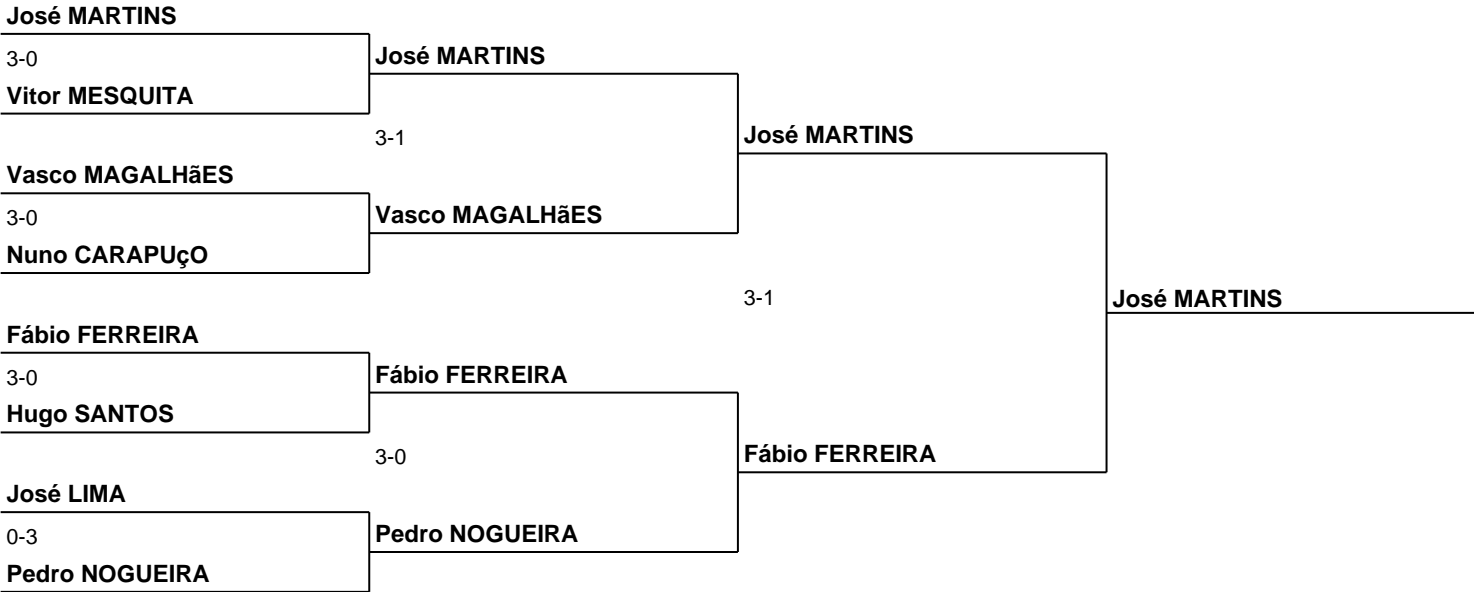 José MARTINS
3-0
José MARTINS
Vitor MESQUITA
3-1
José MARTINS
Vasco MAGALHãES
3-0
Vasco MAGALHãES
Nuno CARAPUçO
3-1
José MARTINS
Fábio FERREIRA
3-0
Fábio FERREIRA
Hugo SANTOS
3-0
Fábio FERREIRA
José LIMA
0-3
Pedro NOGUEIRA
Pedro NOGUEIRA